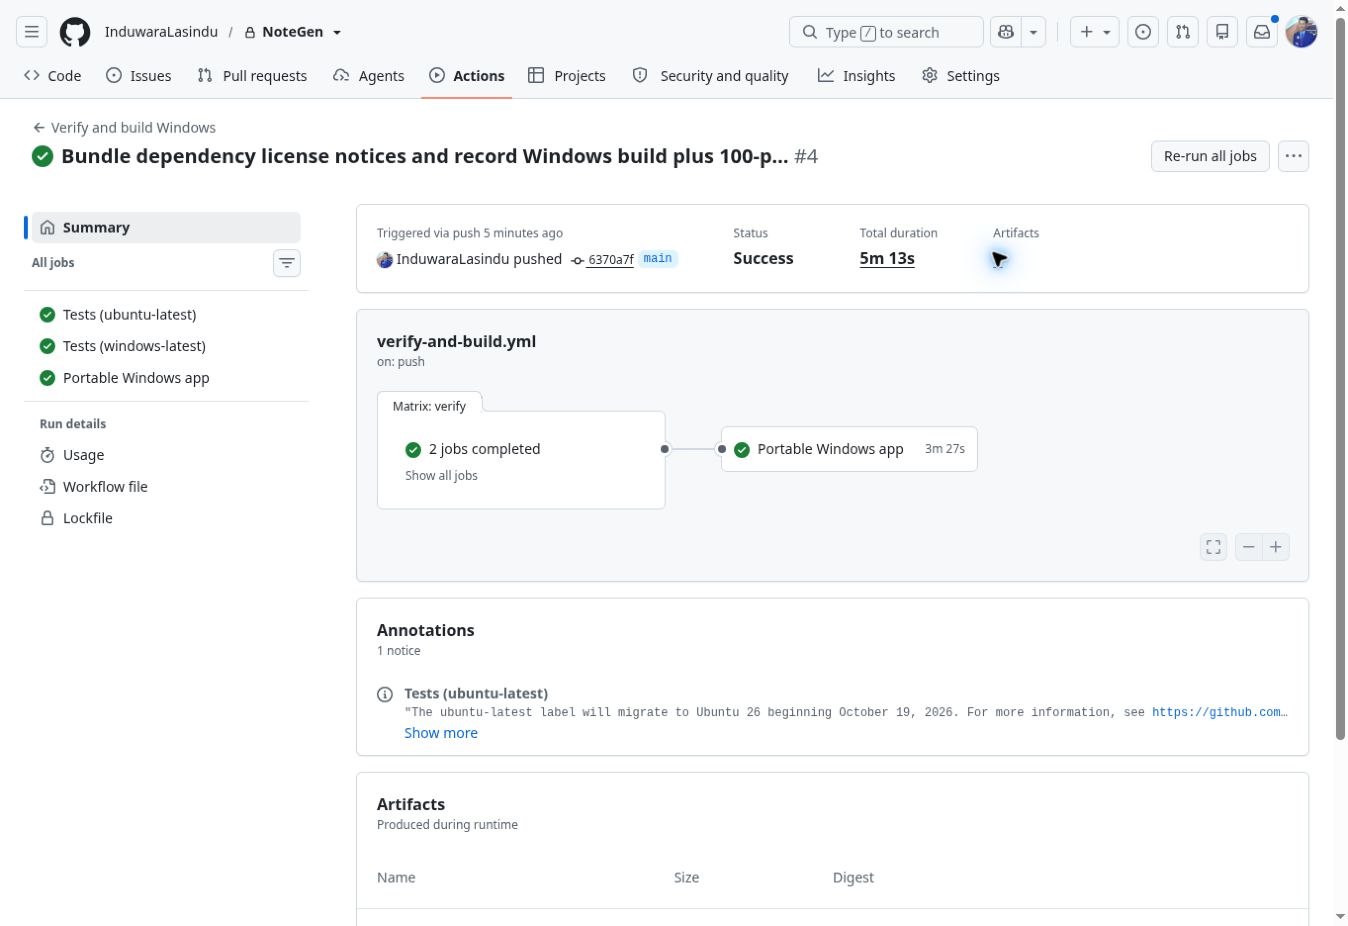 InduwaraLasindu / NoteGen
Type / to search
Code
Issues
Pull requests
Agents
Actions
Projects
Security and quality
Insights
Settings
Verify and build Windows
Bundle dependency license notices and record Windows build plus 100-p... #4
Re-run all jobs
Summary
All jobs
Tests (ubuntu-latest)
Tests (windows-latest)
Portable Windows app
Run details
Usage
Workflow file
Lockfile
Triggered via push 5 minutes ago
InduwaraLasindu pushed 6370a7f main
Status
Success
Total duration
5m 13s
Artifacts
verify-and-build.yml
on: push
Matrix: verify
2 jobs completed
Show all jobs
Portable Windows app 3m 27s
Annotations
1 notice
Tests (ubuntu-latest)
"The ubuntu-latest label will migrate to Ubuntu 26 beginning October 19, 2026. For more information, see https://github.com…
Show more
Artifacts
Produced during runtime
Name Size Digest